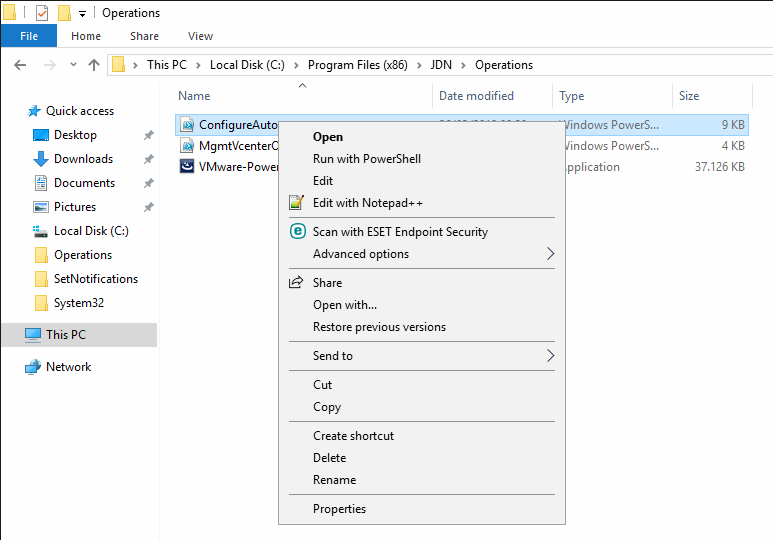 Operations
File Home Share View
This PC Local Disk (C:) Program Files (x86) JDN Operations
Name Date modified Type Size
Quick access
Desktop
Downloads
Documents
Pictures
Local Disk (C:)
Operations
SetNotifications
System32
This PC
Network
ConfigureAuto Windows PowerS... 9 KB
MgmtVcenterO Windows PowerS... 4 KB
VMware-Power Application 37.126 KB
Open
Run with PowerShell
Edit
Edit with Notepad++
Scan with ESET Endpoint Security
Advanced options
Share
Open with...
Restore previous versions
Send to
Cut
Copy
Create shortcut
Delete
Rename
Properties